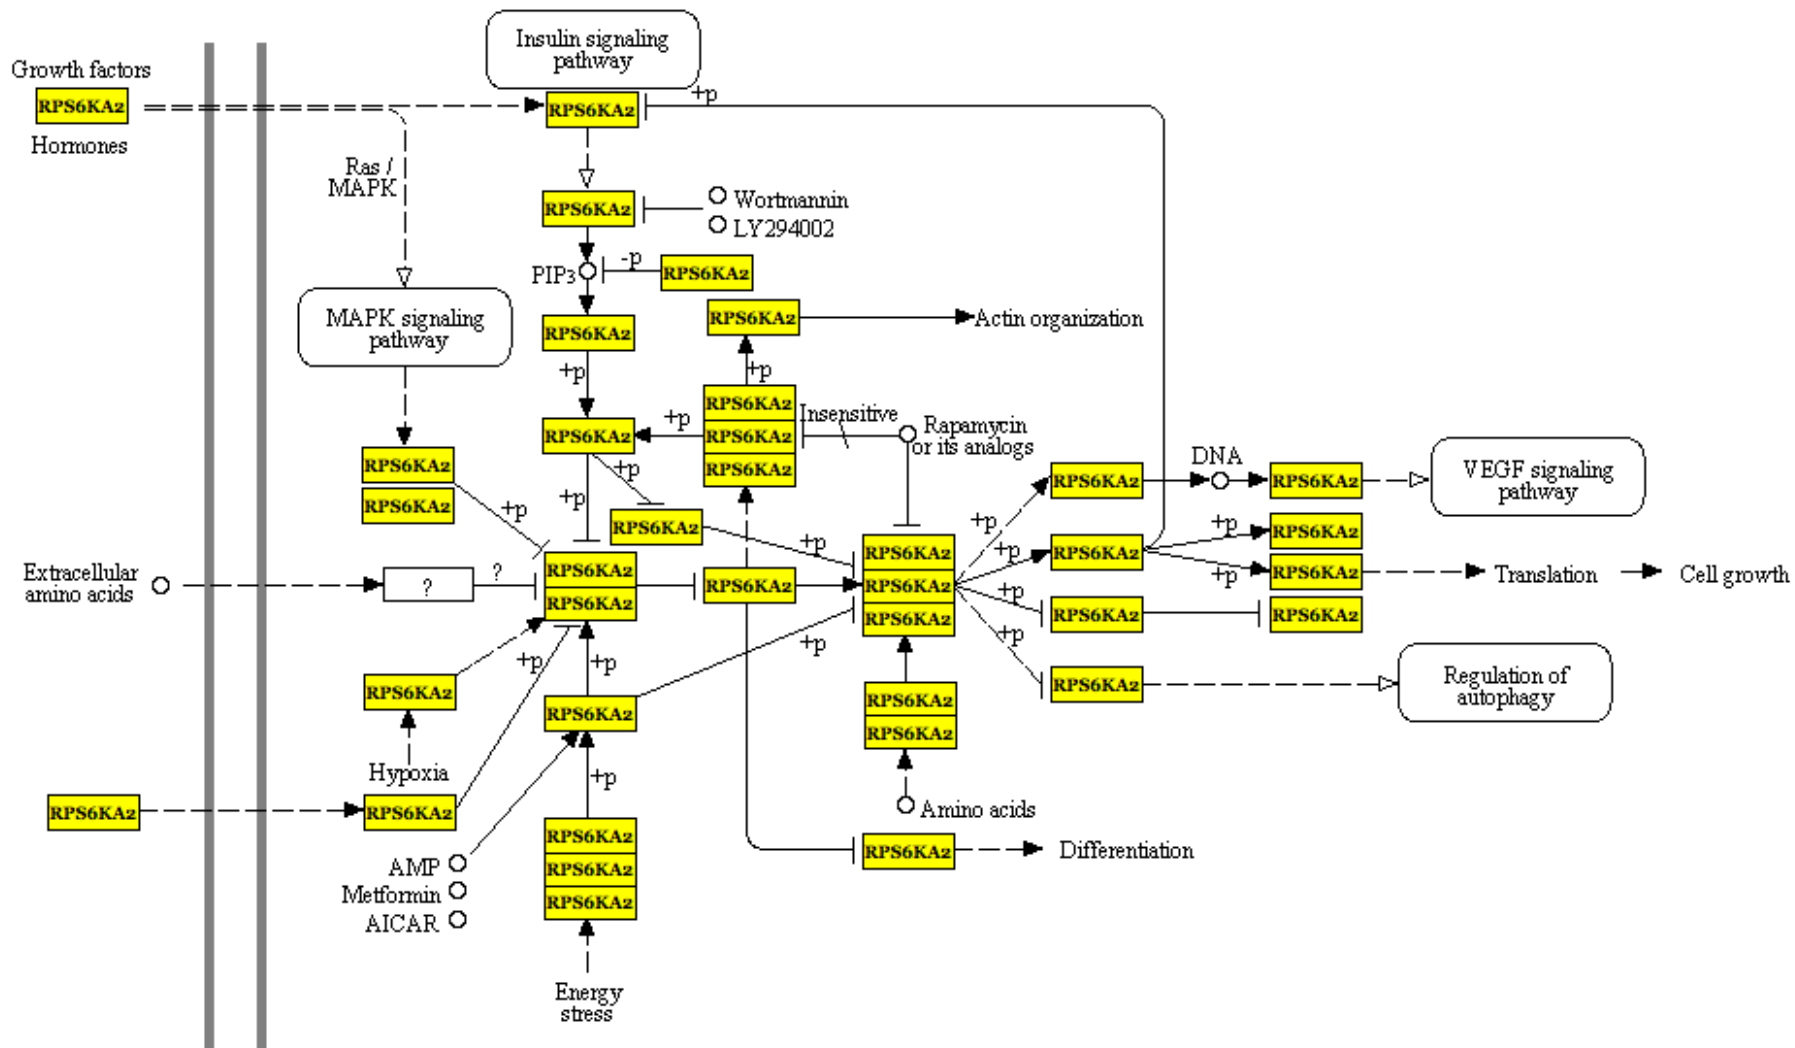 Insulin signaling
pathway
Growth factors
RPS6KA2
Hormones
RPS6KA2
+p
Ras /
MAPK
RPS6KA2
Wortmannin
LY294002
PIP3
-p
RPS6KA2
MAPK signaling
pathway
RPS6KA2
+p
RPS6KA2
Actin organization
+p
RPS6KA2
RPS6KA2
RPS6KA2
RPS6KA2
+p
Insensitive
Rapamycin
or its analogs
+p
+p
RPS6KA2
RPS6KA2
+p
RPS6KA2
+p
DNA
RPS6KA2
RPS6KA2
VEGF signaling
pathway
+p
RPS6KA2
RPS6KA2
RPS6KA2
+p
+p
RPS6KA2
+p
RPS6KA2
+p
RPS6KA2
Translation
Cell growth
Extracellular
amino acids
?
?
RPS6KA2
RPS6KA2
RPS6KA2
+p
RPS6KA2
RPS6KA2
+p
RPS6KA2
+p
+p
+p
RPS6KA2
RPS6KA2
RPS6KA2
RPS6KA2
Regulation of
autophagy
Hypoxia
+p
RPS6KA2
RPS6KA2
Amino acids
RPS6KA2
RPS6KA2
RPS6KA2
RPS6KA2
Differentiation
AMP
Metformin
AICAR
Energy
stress